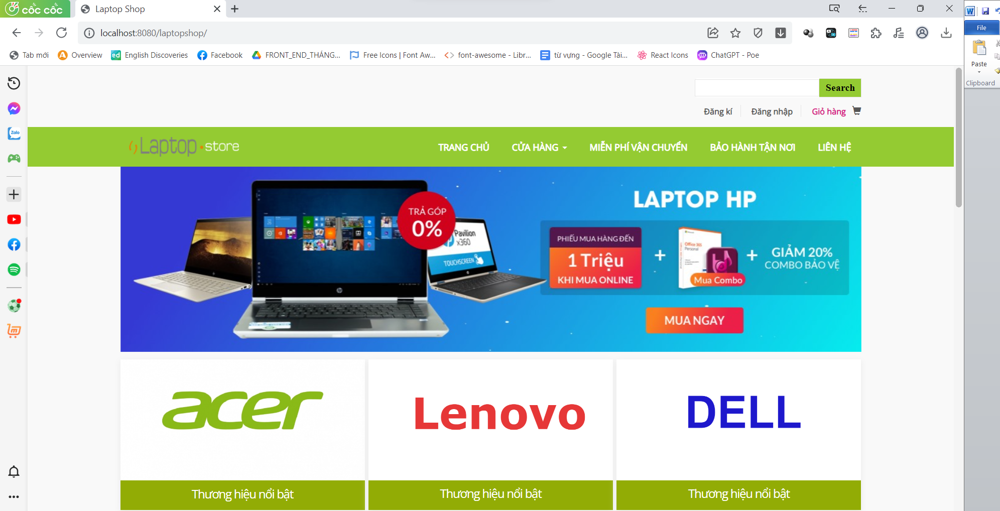 cốc cốc
Laptop Shop
localhost:8080/laptopshop/
Tab mới
Overview
ed
English Discoveries
Facebook
FRONT_END_THÁNG...
Free Icons | Font Aw...
font-awesome - Libr...
từ vựng - Google Tài...
React Icons
ChatGPT - Poe
W
File
Paste
Clipboard
Zalo
Search
Đăng kí
Đăng nhập
Giỏ hàng
Laptop store
TRANG CHỦ
CỬA HÀNG
MIỄN PHÍ VẬN CHUYỂN
BẢO HÀNH TẬN NƠI
LIÊN HỆ
TRẢ GÓP
0%
Pavilion
x360
TOUCHSCREEN
LAPTOP HP
PHIẾU MUA HÀNG ĐẾN
1 Triệu
KHI MUA ONLINE
+
Office 365
Personal
Mua Combo
+
GIẢM 20%
COMBO BẢO VỆ
MUA NGAY
acer
Lenovo
DELL
Thương hiệu nổi bật
Thương hiệu nổi bật
Thương hiệu nổi bật